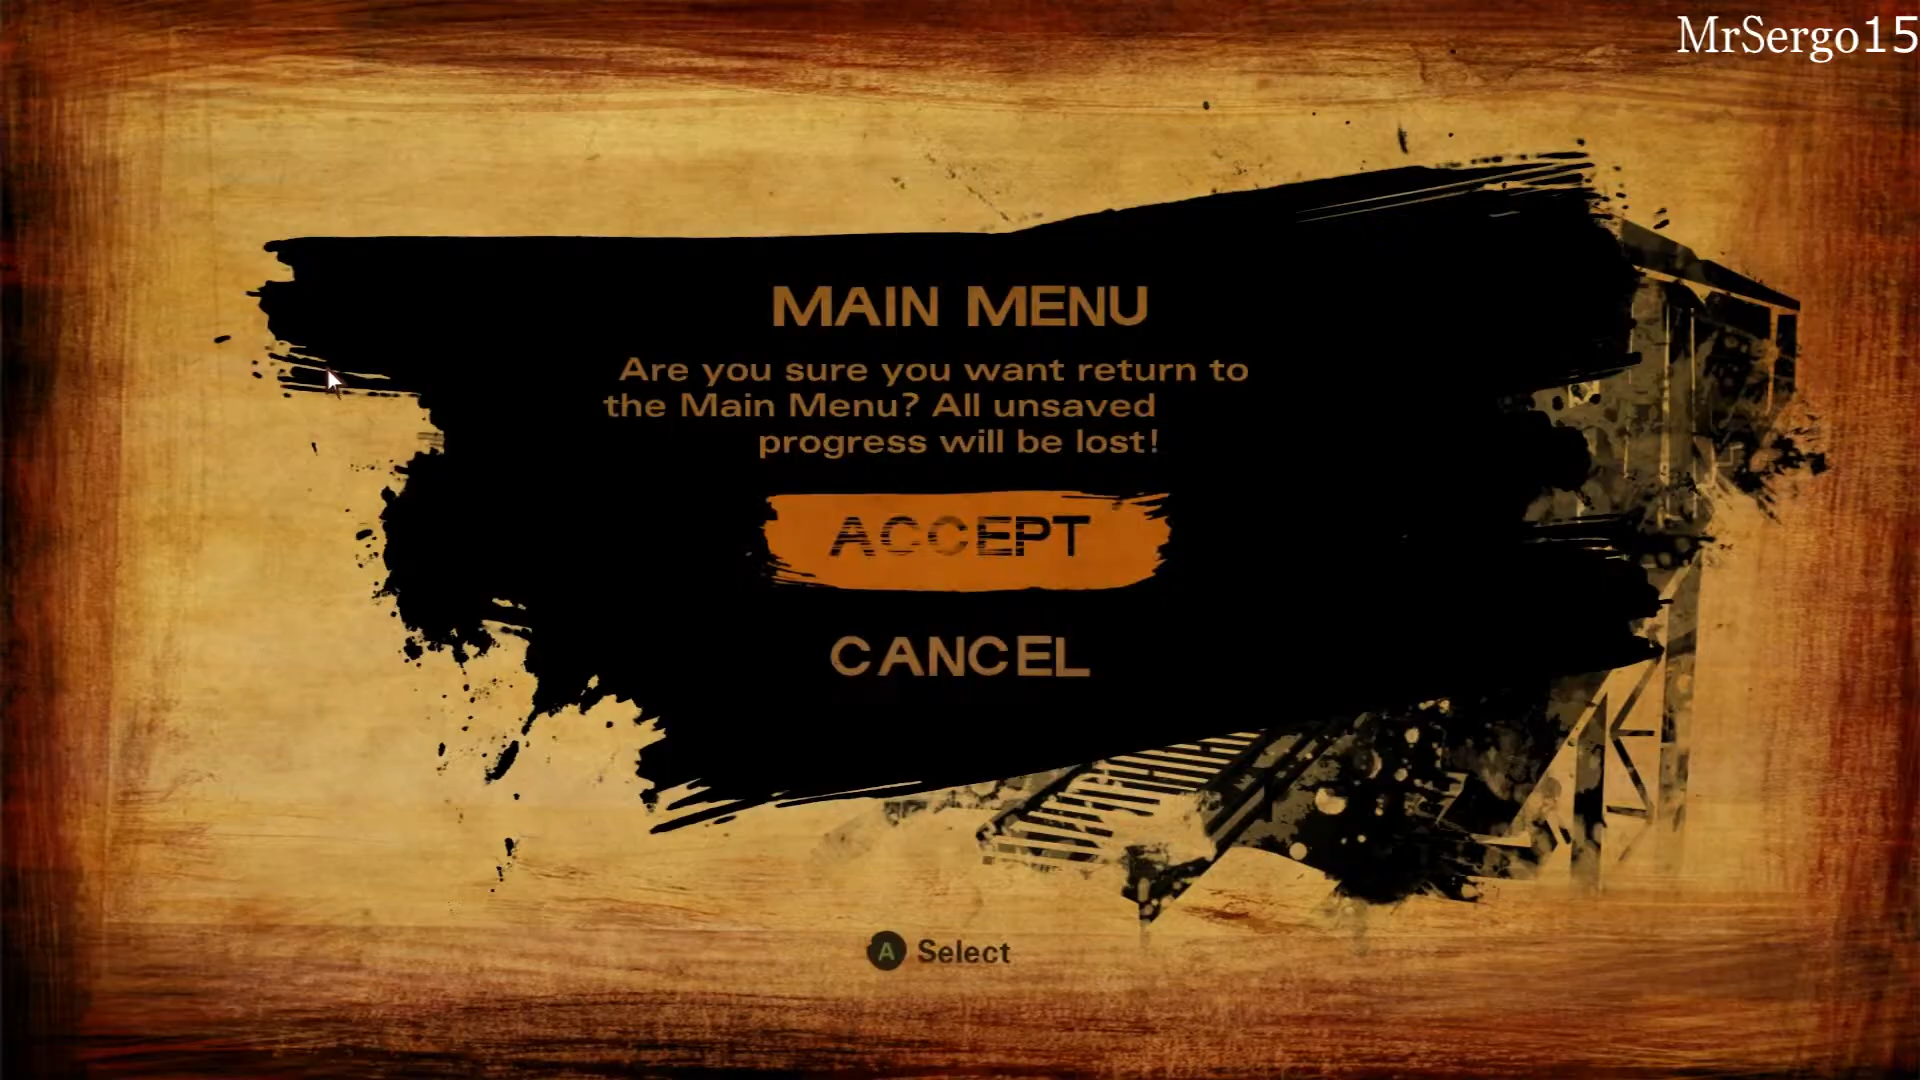 MrSergo15
MAIN MENU
Are you sure you want return to
the Main Menu? All unsaved
progress will be lost!
ACCEPT
CANCEL
A Select